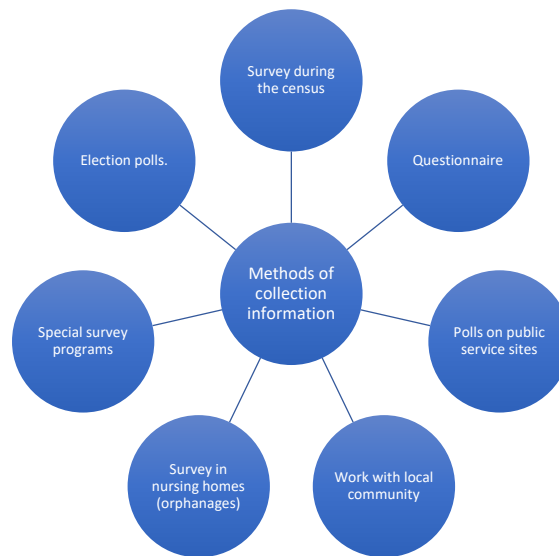 Survey during
the census
Election polls.
Questionnaire
Methods of
collection
information
Special survey
programs
Polls on public
service sites
Survey in
nursing homes
(orphanages)
Work with local
community